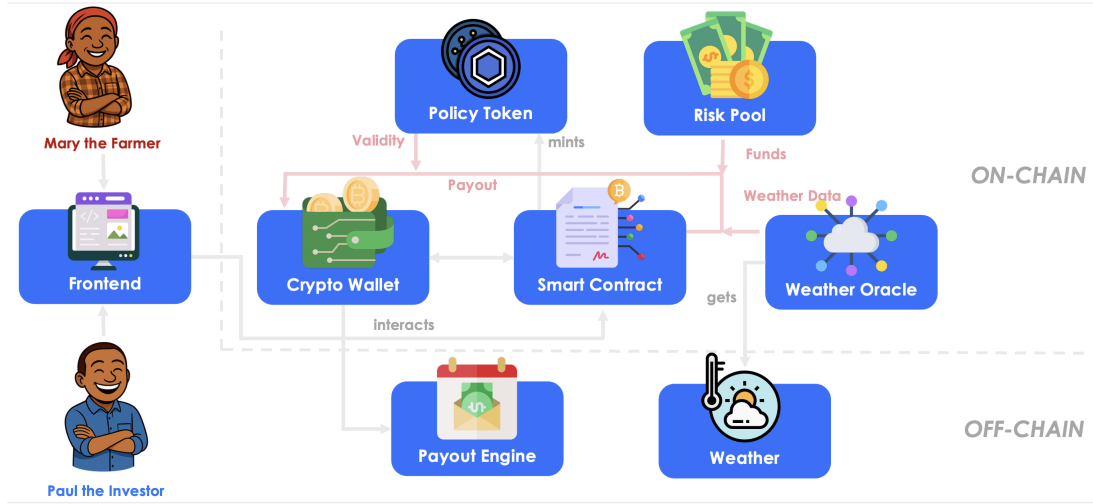 Mary the Farmer
Policy Token
Risk Pool
Validity
mints
Funds
Payout
Weather Data
ON-CHAIN
Frontend
Crypto Wallet
Smart Contract
Weather Oracle
interacts
gets
Payout Engine
Weather
OFF-CHAIN
Paul the Investor